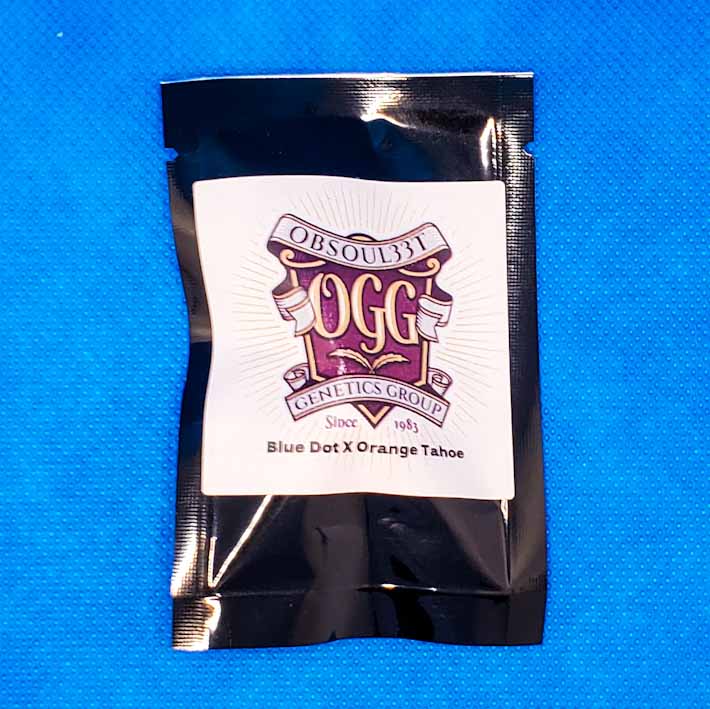 OBSOUL33T
OGG
GENETICS GROUP
Since 1983
Blue Dot X Orange Tahoe